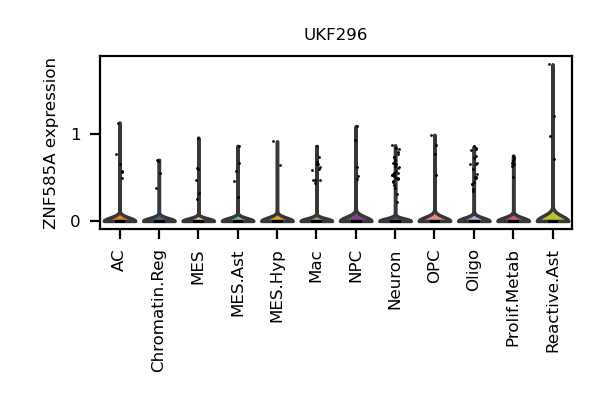 UKF296
ZNF585A expression
1
0
AC
Chromatin.Reg
MES
MES.Ast
MES.Hyp
Mac
NPC
Neuron
OPC
Oligo
Prolif.Metab
Reactive.Ast